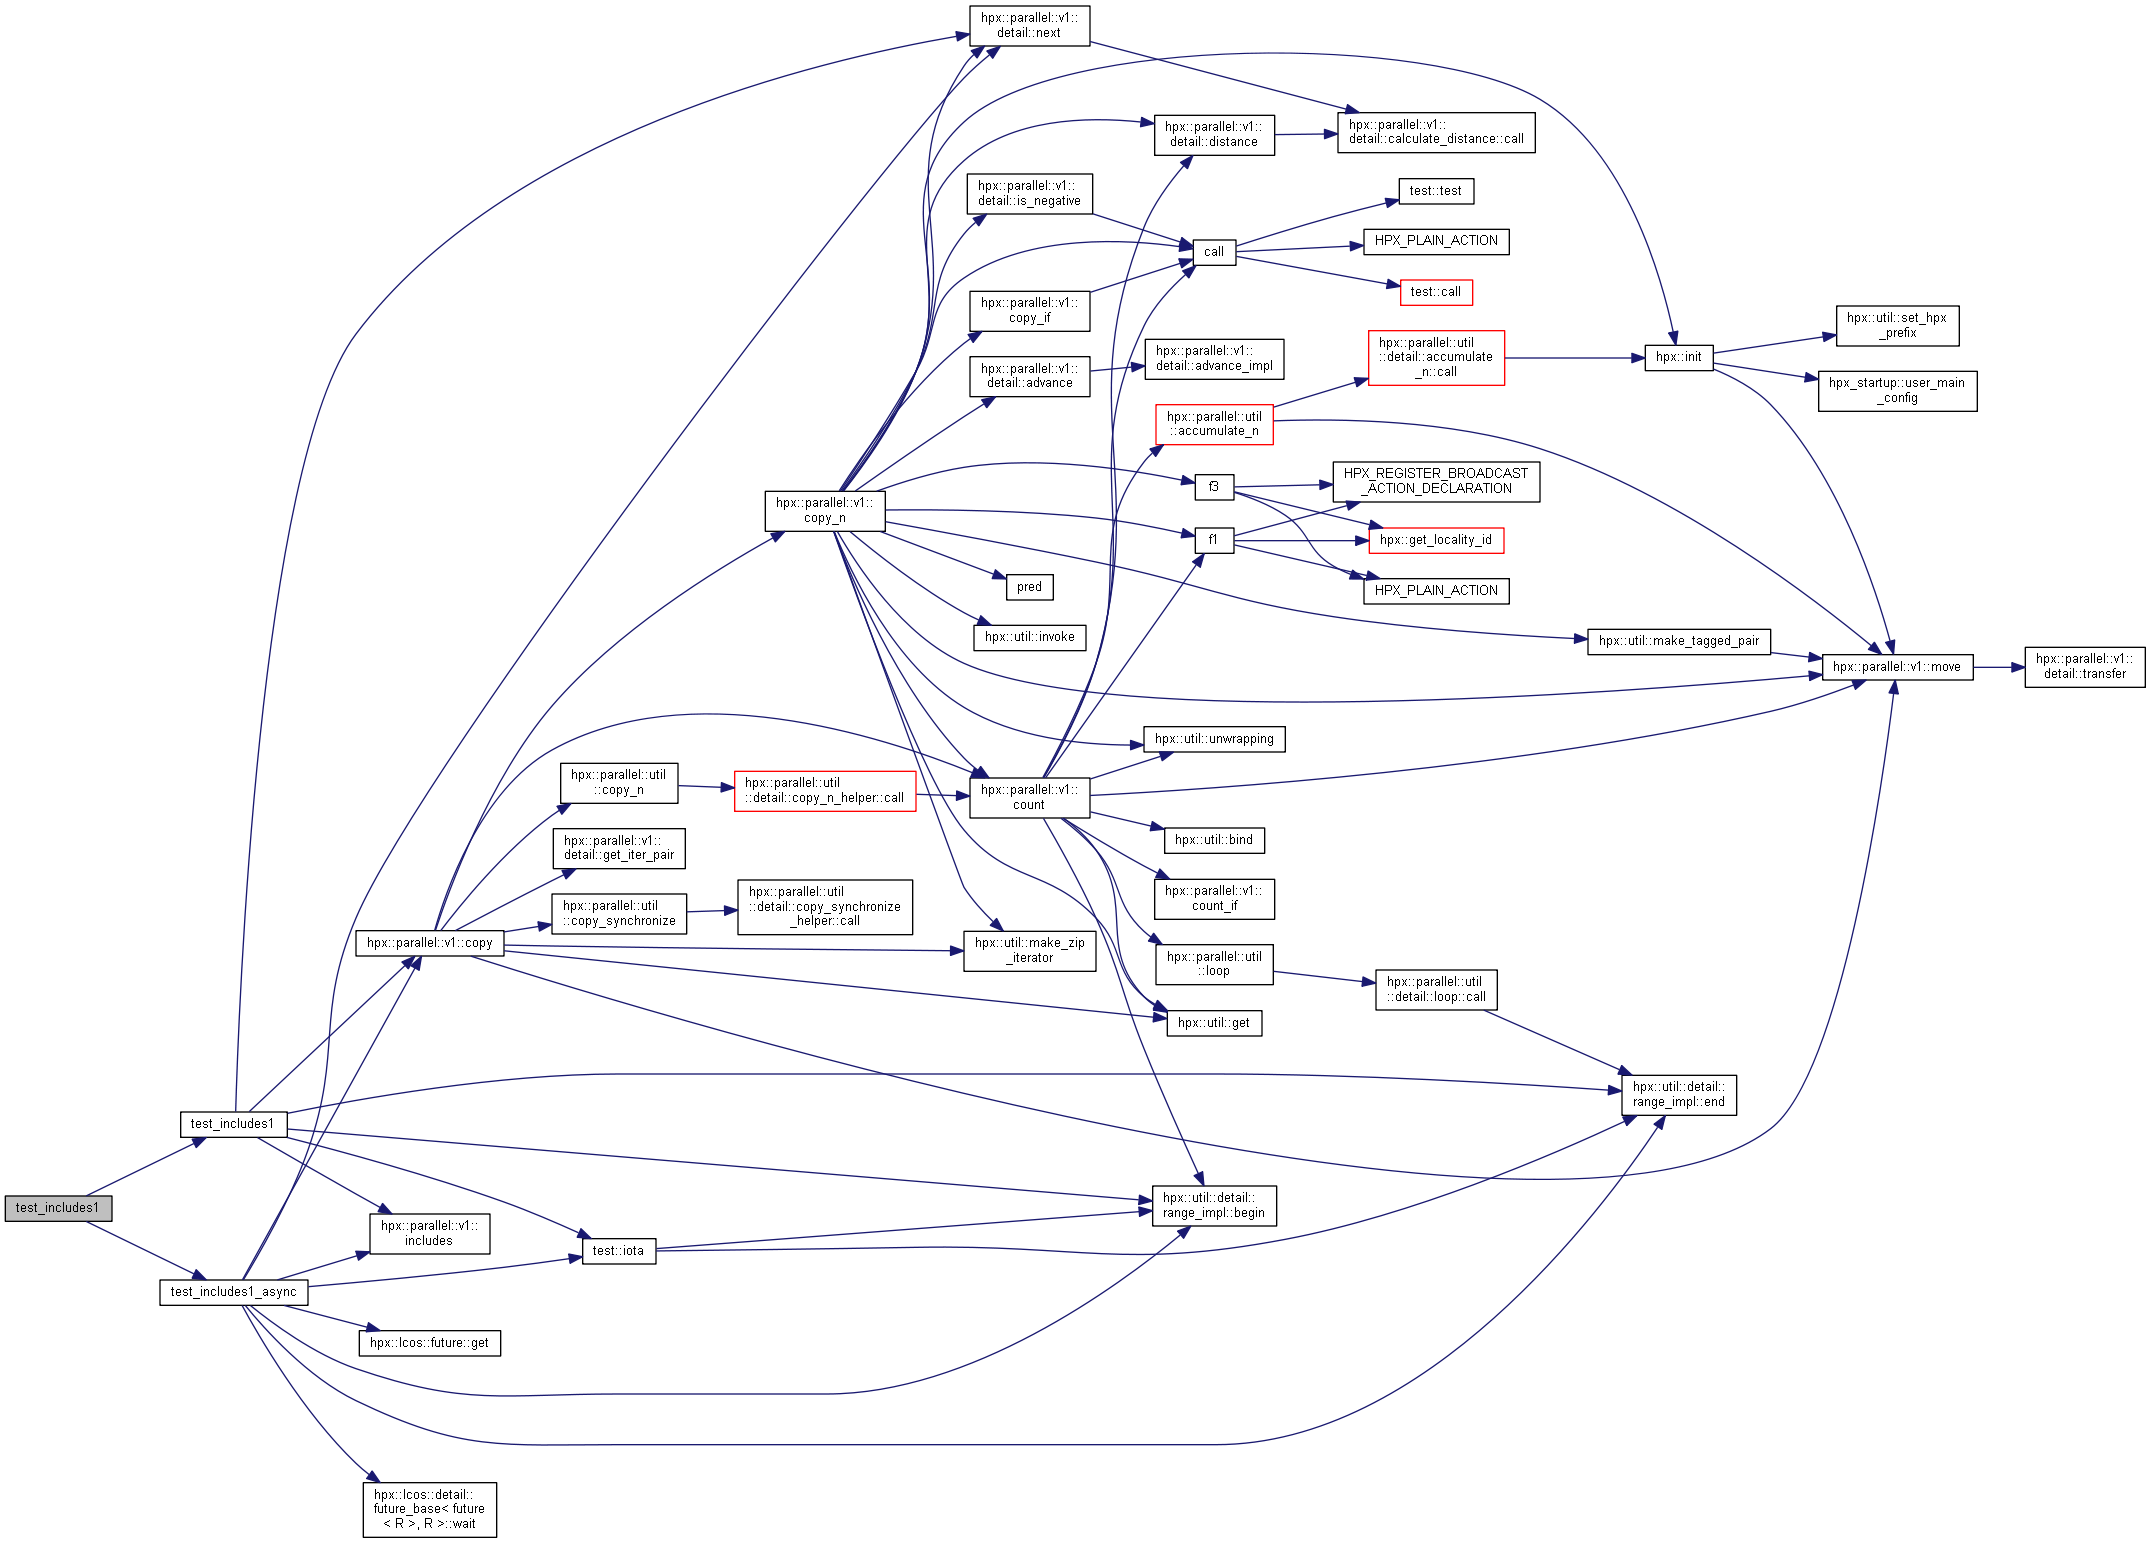 hpx::parallel::v1::
detail::next
hpx::parallel::v1::
detail::distance
hpx::parallel::v1::
detail::calculate_distance::call
hpx::parallel::v1::
detail::is_negative
test::test
call
HPX_PLAIN_ACTION
test::call
hpx::parallel::v1::
copy_if
hpx::util::set_hpx
_prefix
hpx::parallel::v1::
detail::advance
hpx::parallel::v1::
detail::advance_impl
hpx::parallel::util
::detail::accumulate
_n::call
hpx::init
hpx_startup::user_main
_config
hpx::parallel::util
::accumulate_n
hpx::parallel::v1::
copy_n
f3
HPX_REGISTER_BROADCAST
_ACTION_DECLARATION
f1
hpx::get_locality_id
pred
HPX_PLAIN_ACTION
hpx::util::invoke
hpx::util::make_tagged_pair
hpx::parallel::v1::move
hpx::parallel::v1::
detail::transfer
hpx::util::unwrapping
hpx::parallel::util
::copy_n
hpx::parallel::util
::detail::copy_n_helper::call
hpx::parallel::v1::
count
hpx::parallel::v1::
detail::get_iter_pair
hpx::util::bind
hpx::parallel::util
::copy_synchronize
hpx::parallel::util
::detail::copy_synchronize
_helper::call
hpx::parallel::v1::
count_if
hpx::parallel::v1::copy
hpx::util::make_zip
_iterator
hpx::parallel::util
::loop
hpx::parallel::util
::detail::loop::call
hpx::util::get
hpx::util::detail::
range_impl::end
test_includes1
test_includes1
hpx::parallel::v1::
includes
hpx::util::detail::
range_impl::begin
test::iota
test_includes1_async
hpx::lcos::future::get
hpx::lcos::detail::
future_base< future
< R >, R >::wait